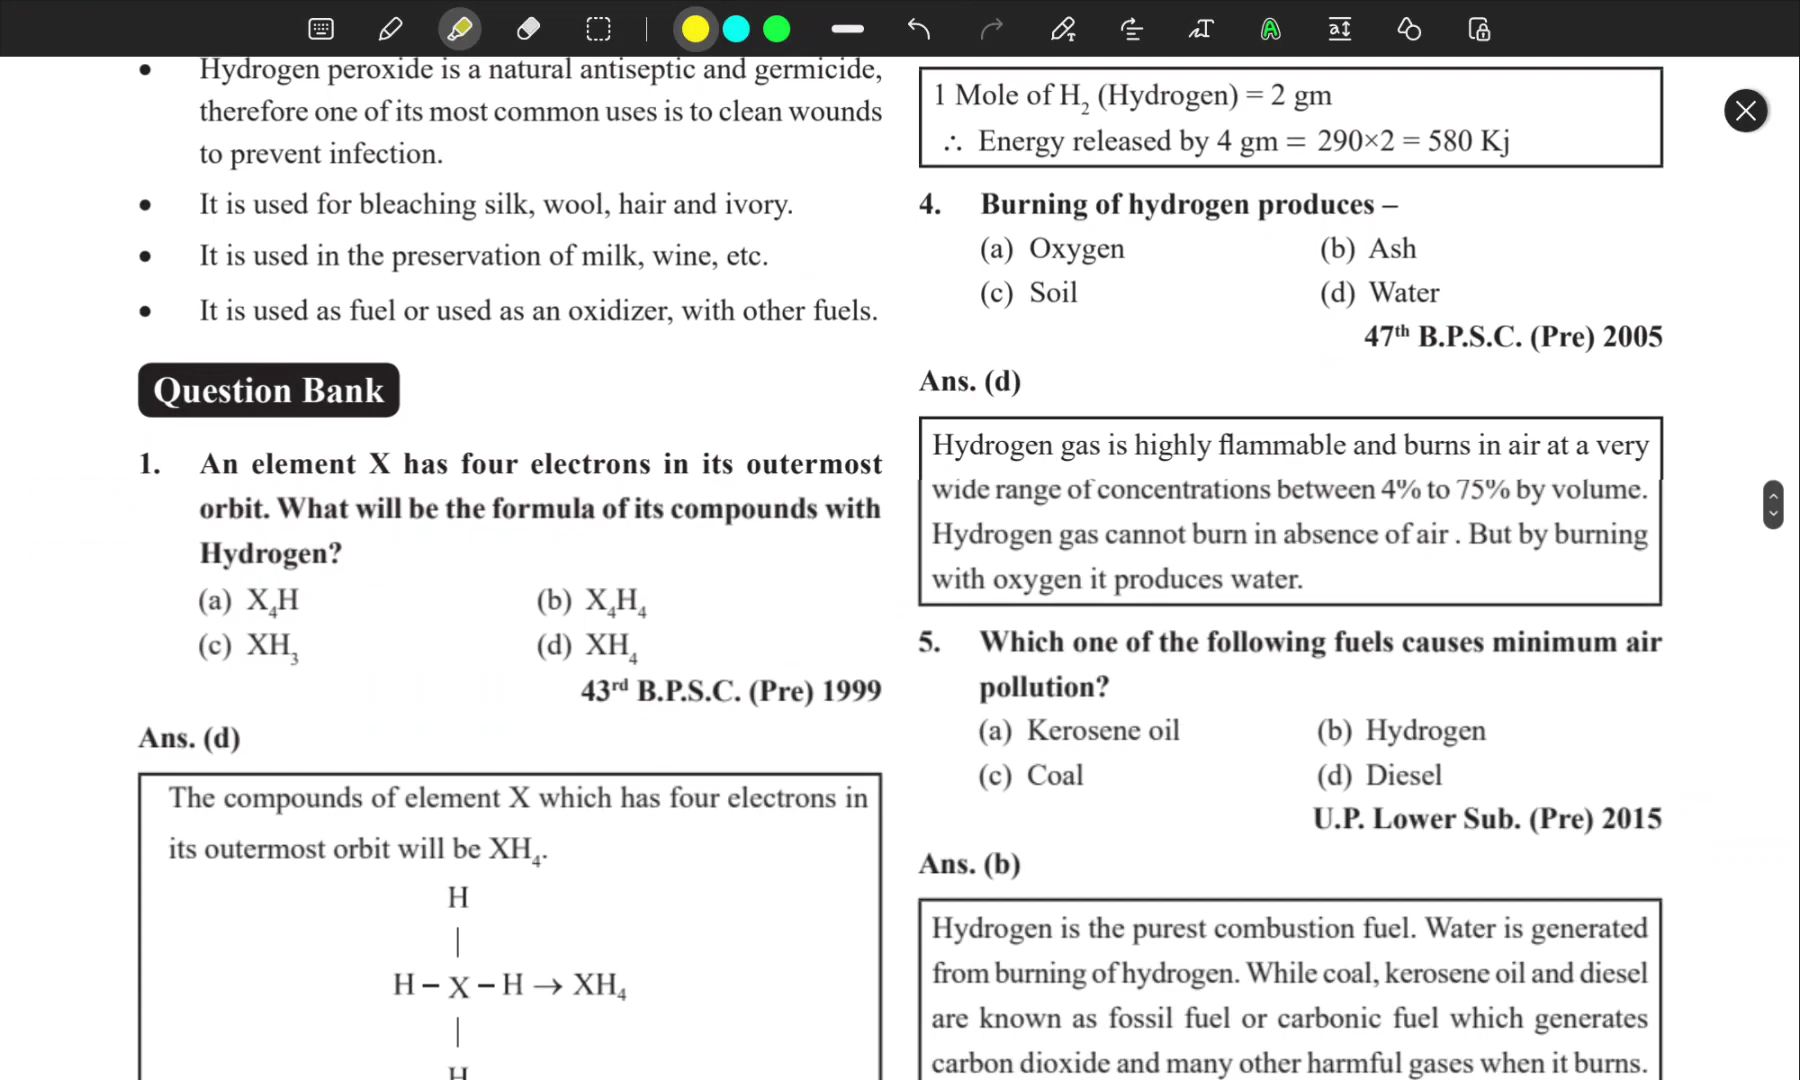 • Hydrogen peroxide is a natural antiseptic and germicide,
therefore one of its most common uses is to clean wounds
to prevent infection.
• It is used for bleaching silk, wool, hair and ivory.
• It is used in the preservation of milk, wine, etc.
• It is used as fuel or used as an oxidizer, with other fuels.
Question Bank
1. An element X has four electrons in its outermost
orbit. What will be the formula of its compounds with
Hydrogen?
(a) X₄H (b) X₄H₄
(c) XH₃ (d) XH₄
43rd B.P.S.C. (Pre) 1999
Ans. (d)
The compounds of element X which has four electrons in
its outermost orbit will be XH₄.
H
|
H – X – H → XH₄
|
H
1 Mole of H₂ (Hydrogen) = 2 gm
∴ Energy released by 4 gm = 290×2 = 580 Kj
4. Burning of hydrogen produces –
(a) Oxygen (b) Ash
(c) Soil (d) Water
47th B.P.S.C. (Pre) 2005
Ans. (d)
Hydrogen gas is highly flammable and burns in air at a very
wide range of concentrations between 4% to 75% by volume.
Hydrogen gas cannot burn in absence of air . But by burning
with oxygen it produces water.
5. Which one of the following fuels causes minimum air
pollution?
(a) Kerosene oil (b) Hydrogen
(c) Coal (d) Diesel
U.P. Lower Sub. (Pre) 2015
Ans. (b)
Hydrogen is the purest combustion fuel. Water is generated
from burning of hydrogen. While coal, kerosene oil and diesel
are known as fossil fuel or carbonic fuel which generates
carbon dioxide and many other harmful gases when it burns.